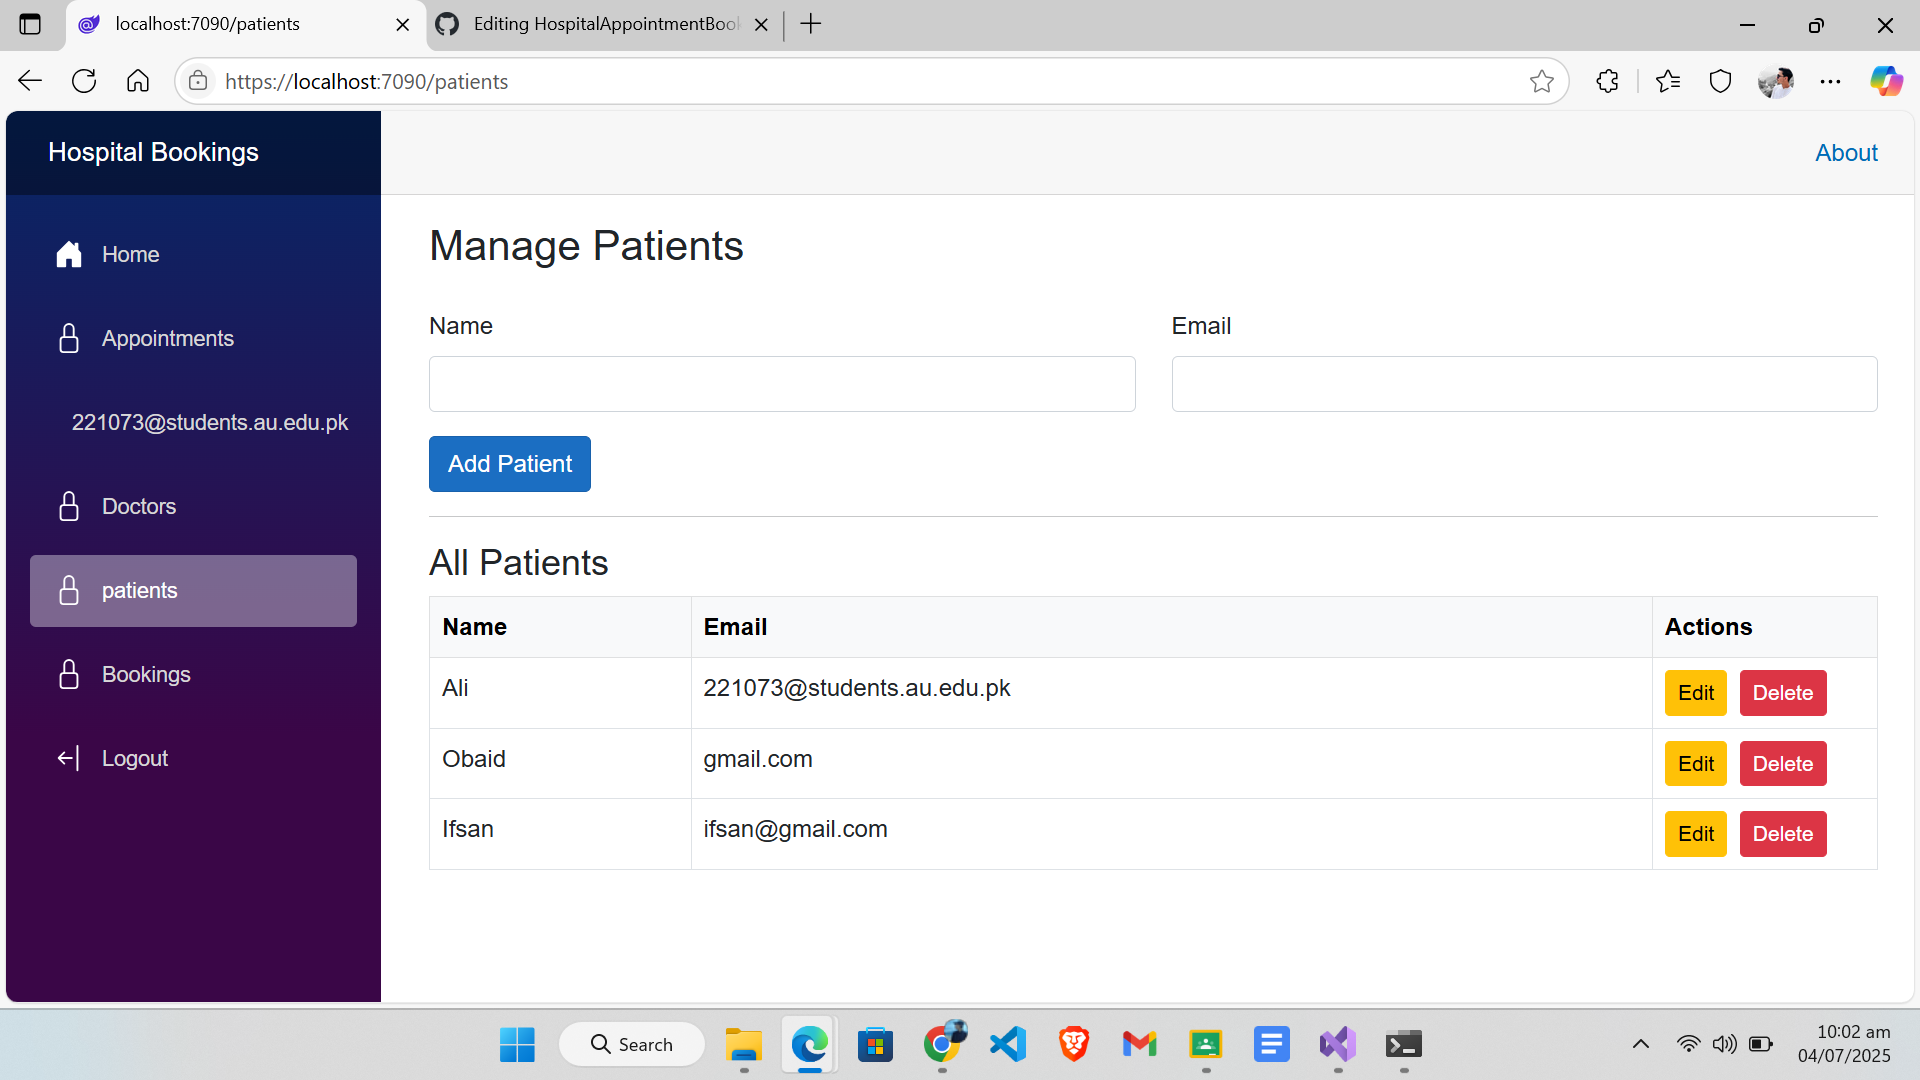 localhost:7090/patients
Editing HospitalAppointmentBook
https://localhost:7090/patients
Hospital Bookings
About
Home
Appointments
221073@students.au.edu.pk
Doctors
patients
Bookings
Logout
Manage Patients
Name Email
Add Patient
All Patients
Name Email Actions
Ali 221073@students.au.edu.pk Edit Delete
Obaid gmail.com Edit Delete
Ifsan ifsan@gmail.com Edit Delete
Search
10:02 am
04/07/2025